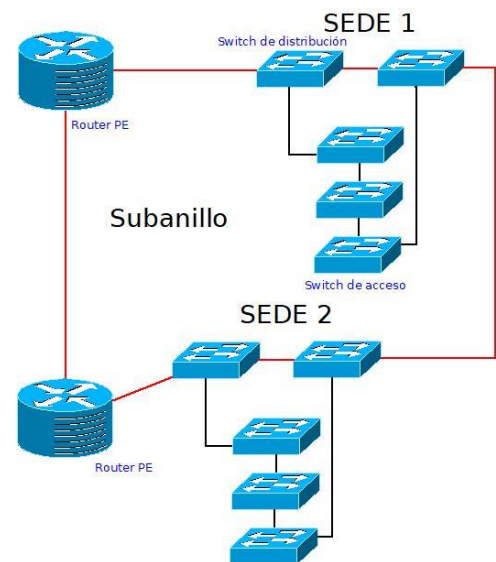 SEDE 1
Switch de distribución
Router PE
Subanillo
Switch de acceso
SEDE 2
Router PE